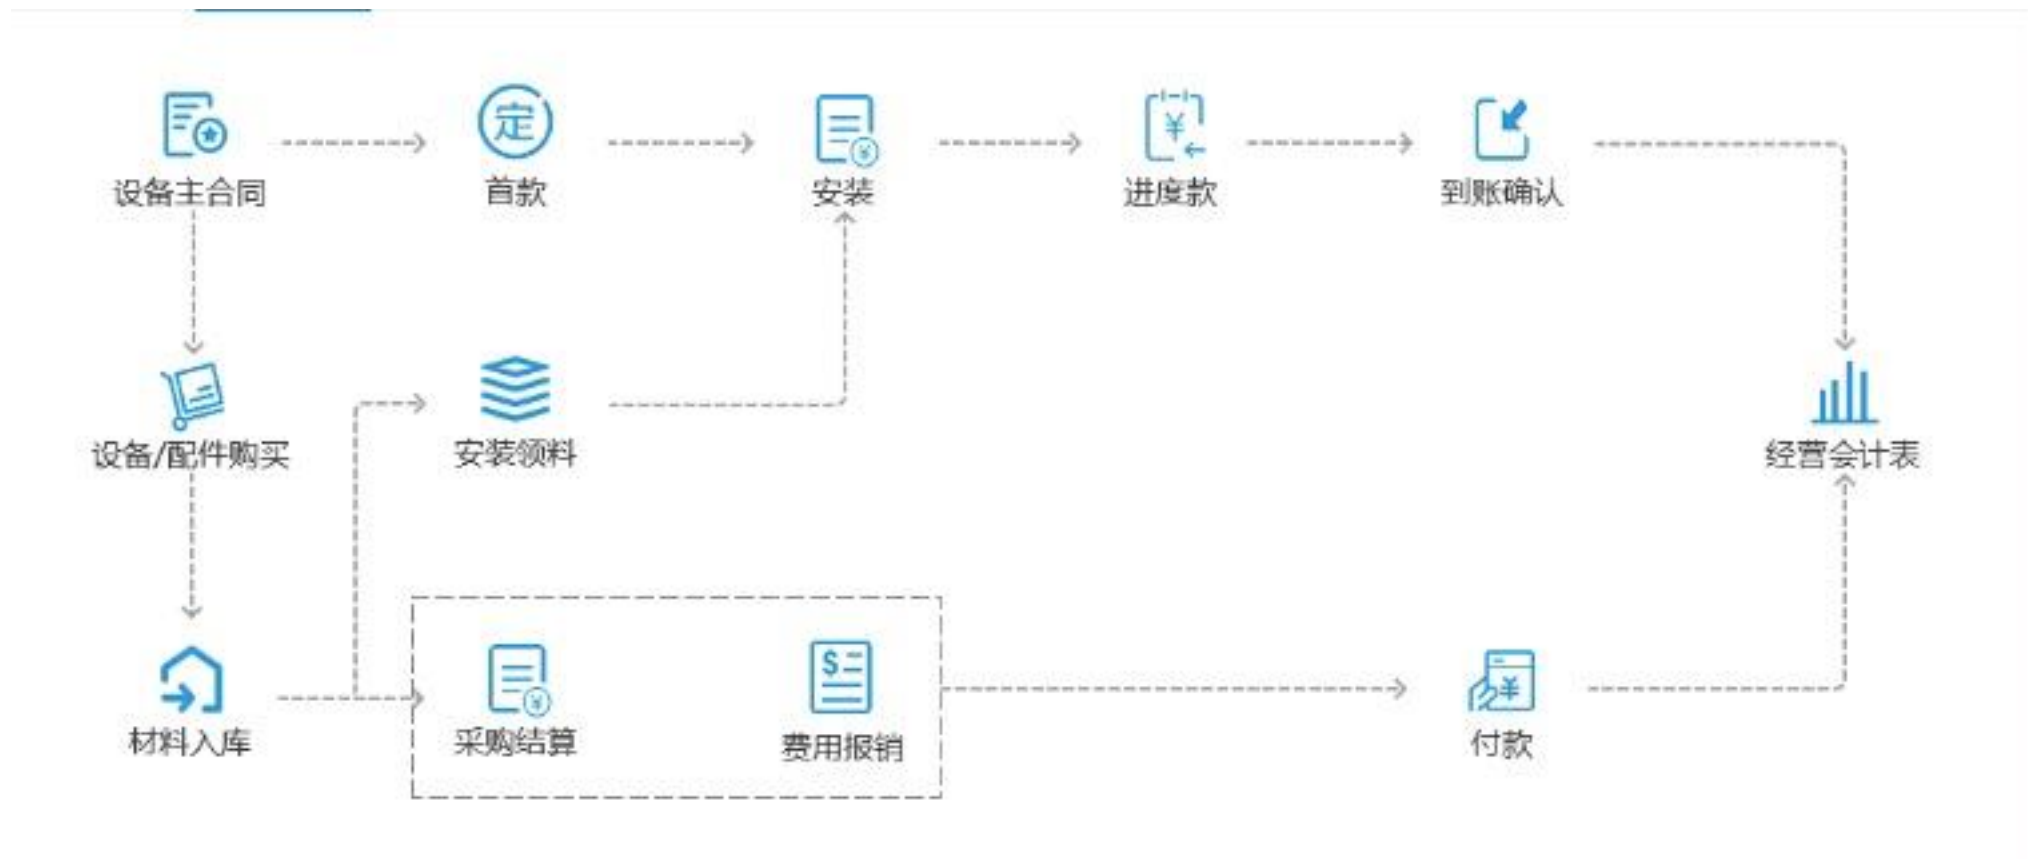 定
¥
¥
设备主合同
首款
安装
进度款
到账确认
设备/配件购买
安装领料
经营会计表
$
¥
¥
材料入库
采购结算
费用报销
付款